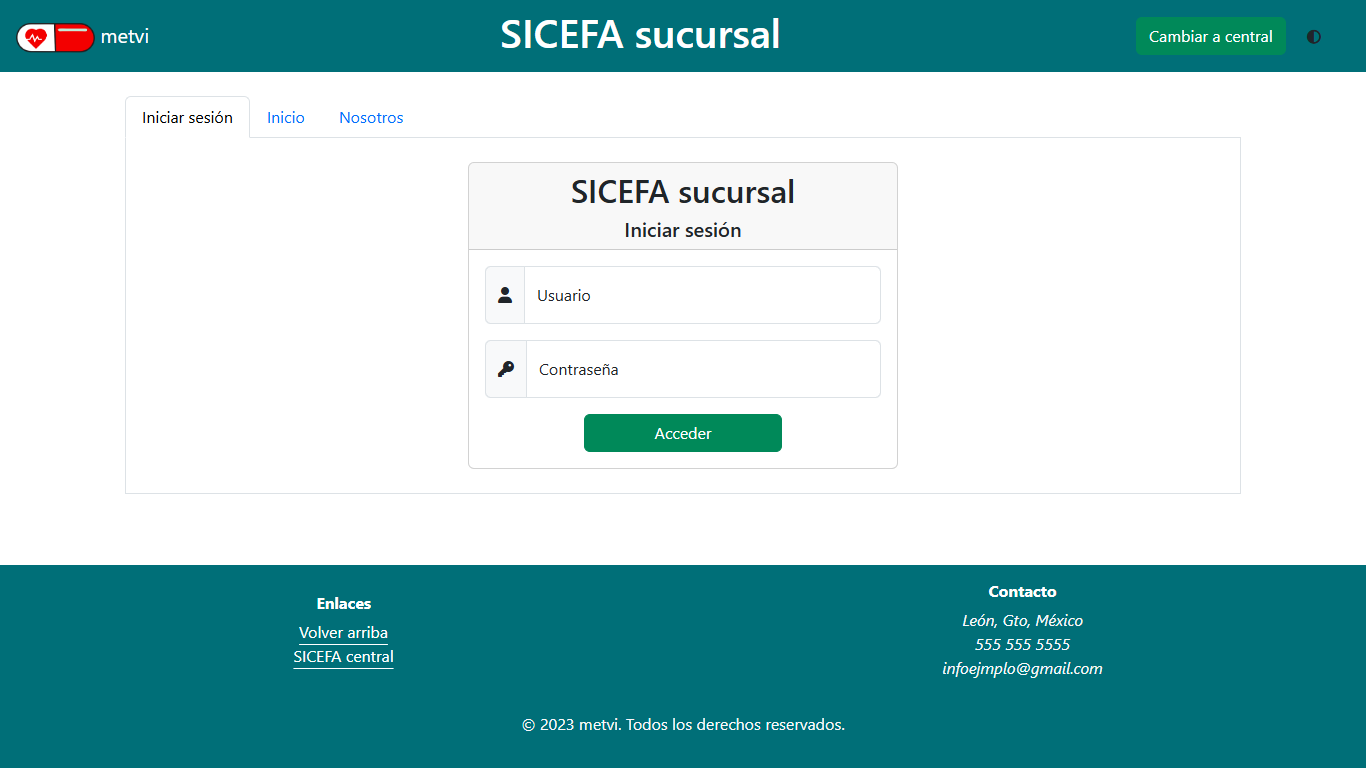 metvi
SICEFA sucursal
Cambiar a central
Iniciar sesión
Inicio
Nosotros
SICEFA sucursal
Iniciar sesión
Usuario
Contraseña
Acceder
Enlaces
Volver arriba
SICEFA central
Contacto
León, Gto, México
555 555 5555
infoejmplo@gmail.com
© 2023 metvi. Todos los derechos reservados.